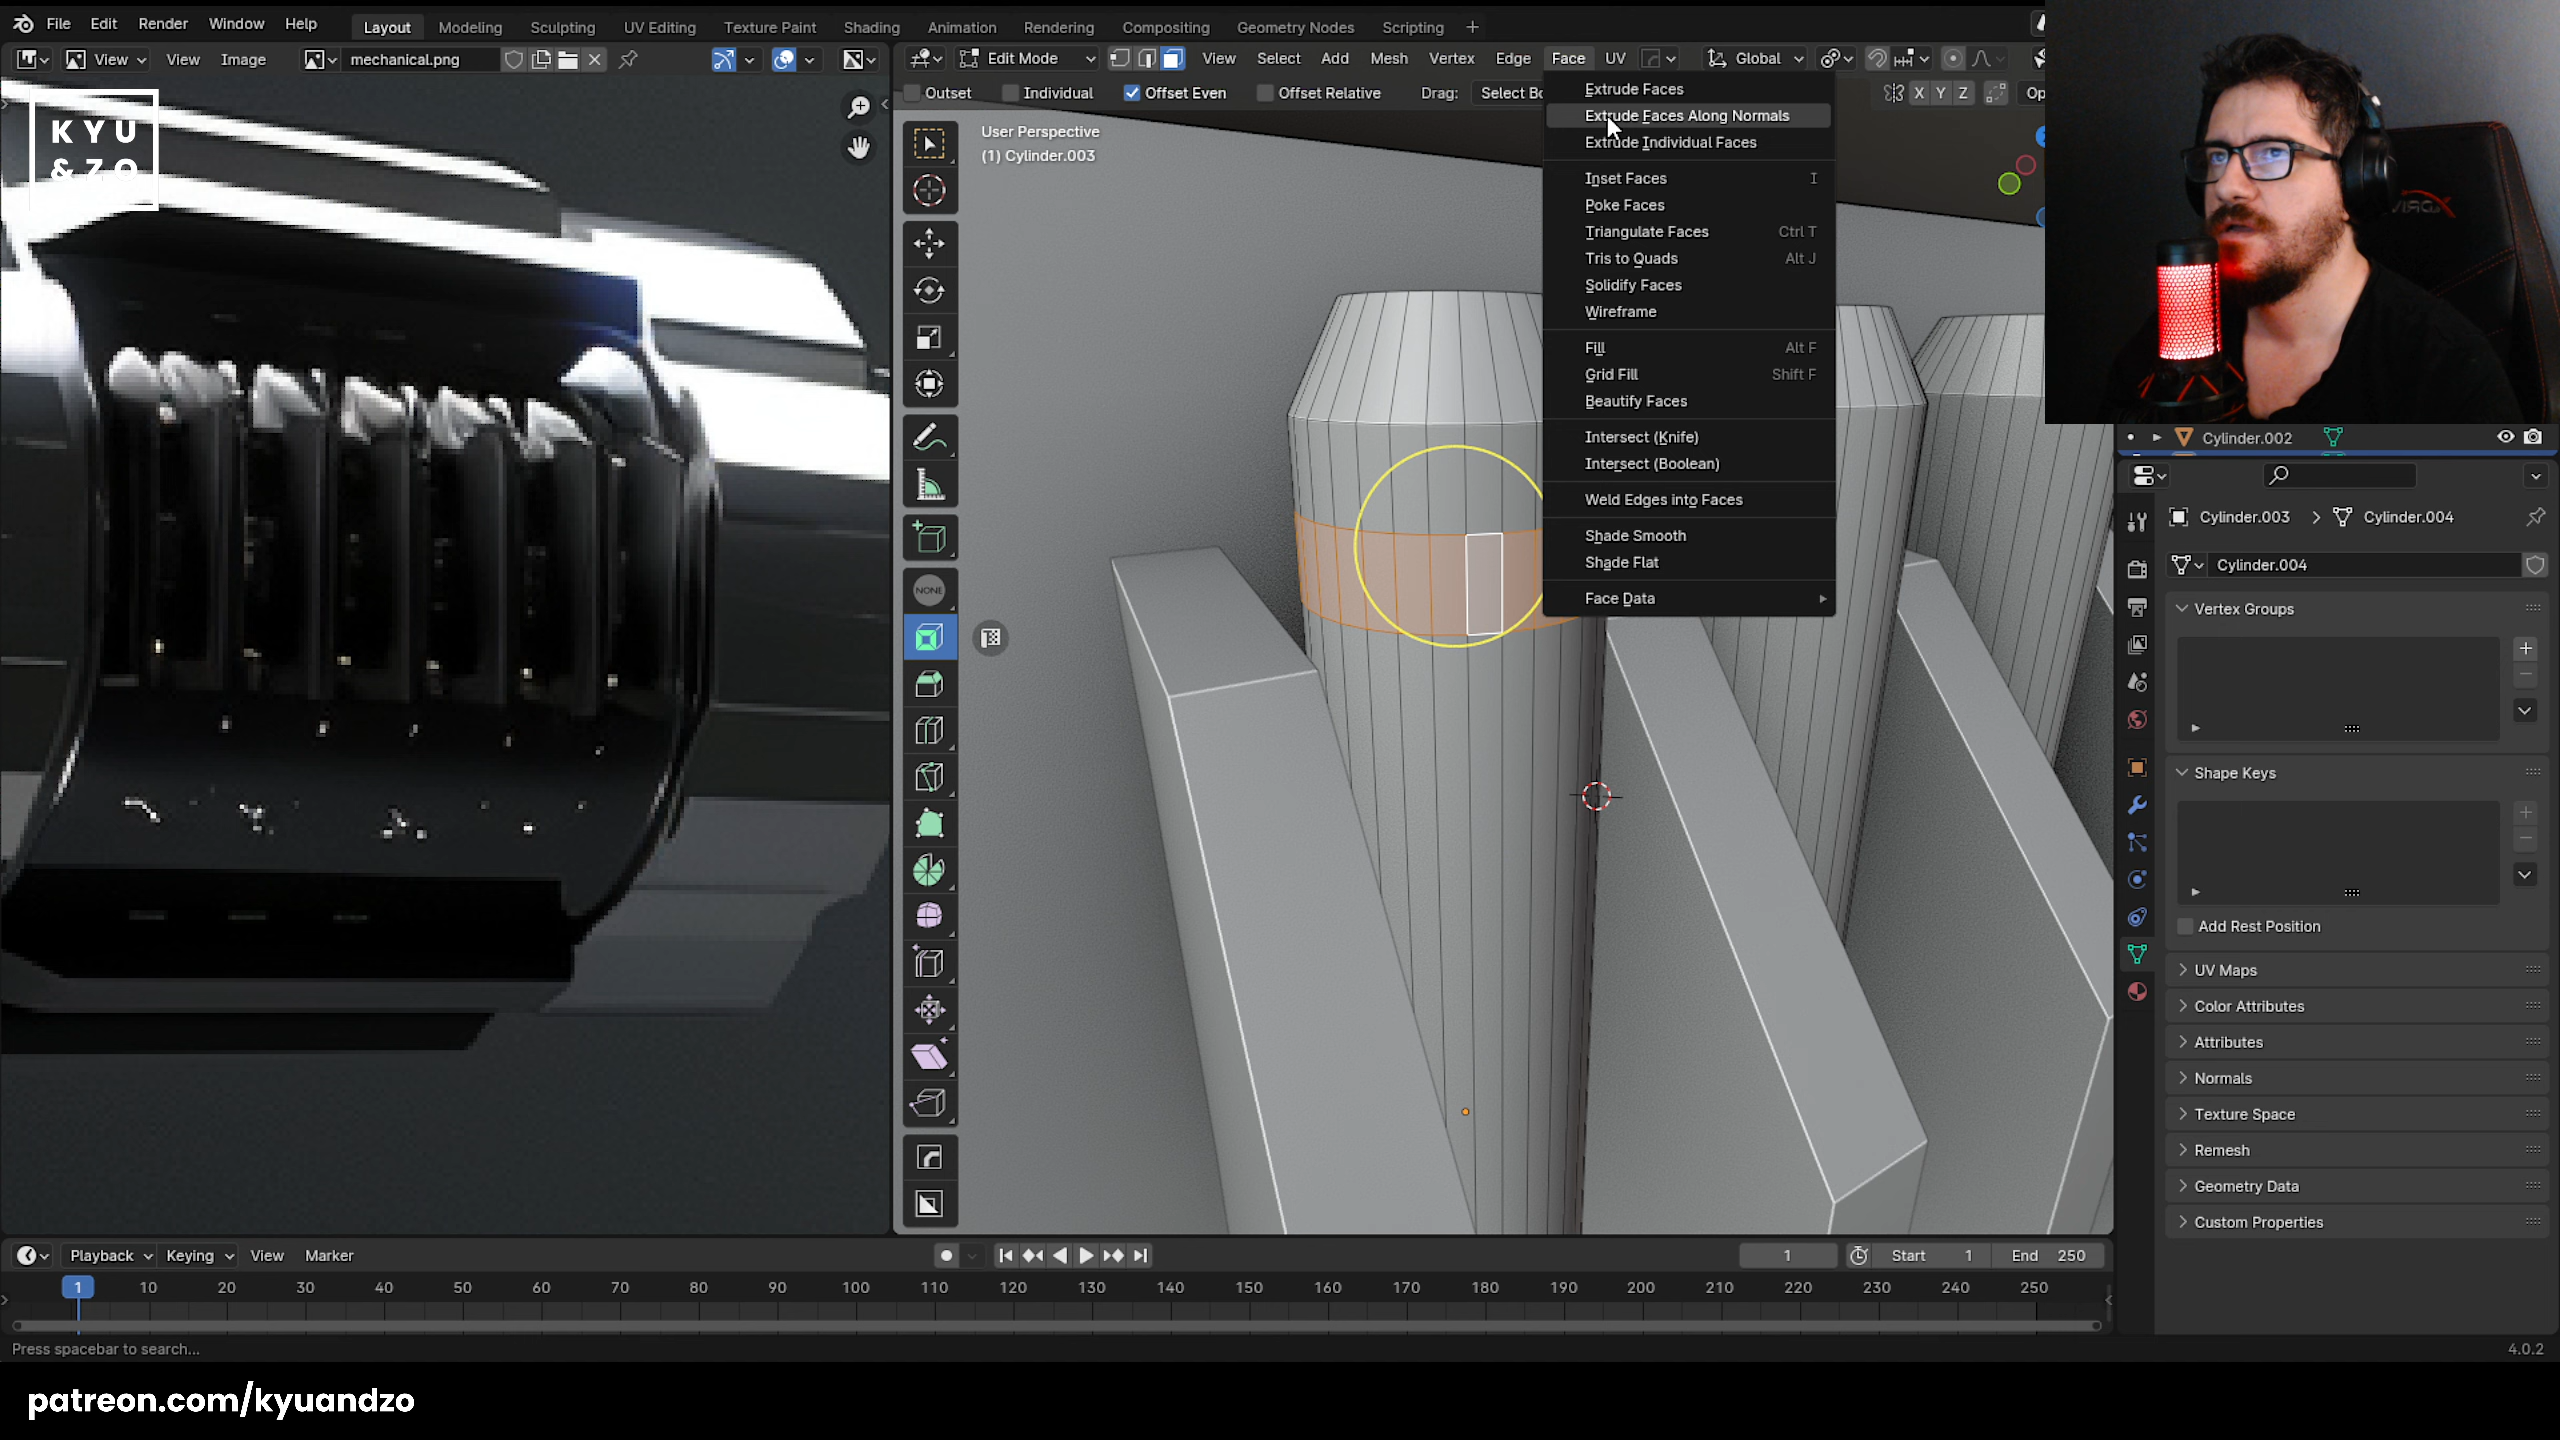 File Edit Render Window Help
Layout Modeling Sculpting UV Editing Texture Paint Shading Animation Rendering Compositing Geometry Nodes Scripting +
View View Image mechanical.png
Edit Mode View Select Add Mesh Vertex Edge Face UV Global
Outset Individual Offset Even Offset Relative Drag: Select Bo
X Y Z Op
KYU
& ZO
User Perspective
(1) Cylinder.003
Extrude Faces
Extrude Faces Along Normals
Extrude Individual Faces
Inset Faces I
Poke Faces
Triangulate Faces Ctrl T
Tris to Quads Alt J
Solidify Faces
Wireframe
Fill Alt F
Grid Fill Shift F
Beautify Faces
Intersect (Knife)
Intersect (Boolean)
Weld Edges into Faces
Shade Smooth
Shade Flat
Face Data
NONE
Cylinder.002
Cylinder.003 > Cylinder.004
Cylinder.004
Vertex Groups
Shape Keys
Add Rest Position
UV Maps
Color Attributes
Attributes
Normals
Texture Space
Remesh
Geometry Data
Custom Properties
Playback Keying View Marker
1 Start 1 End 250
1 10 20 30 40 50 60 70 80 90 100 110 120 130 140 150 160 170 180 190 200 210 220 230 240 250
Press spacebar to search...
4.0.2
patreon.com/kyuandzo